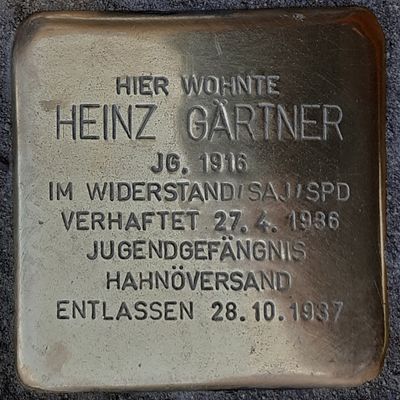 HIER WOHNTE
HEINZ GÄRTNER
JG. 1916
IM WIDERSTAND/SAJ/SPD
VERHAFTET 27.4.1936
JUGENDGEFÄNGNIS
HAHNÖVERSAND
ENTLASSEN 28.10.1937